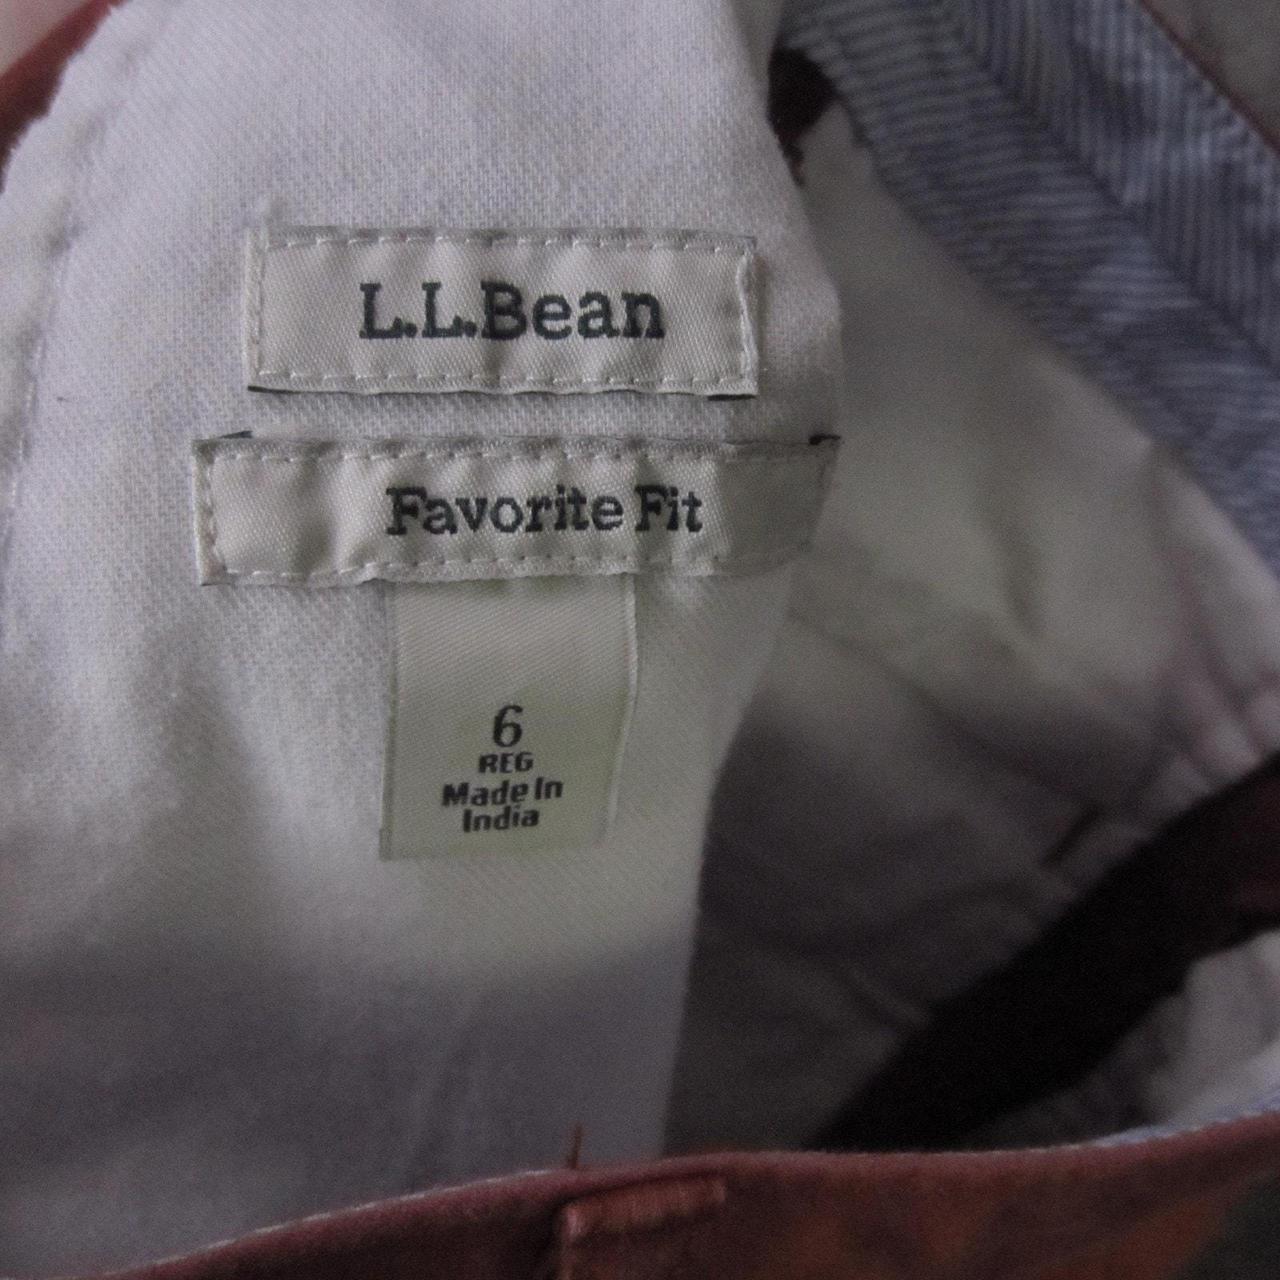 L.L.Bean
Favorite Fit
6
REG
Made In
India